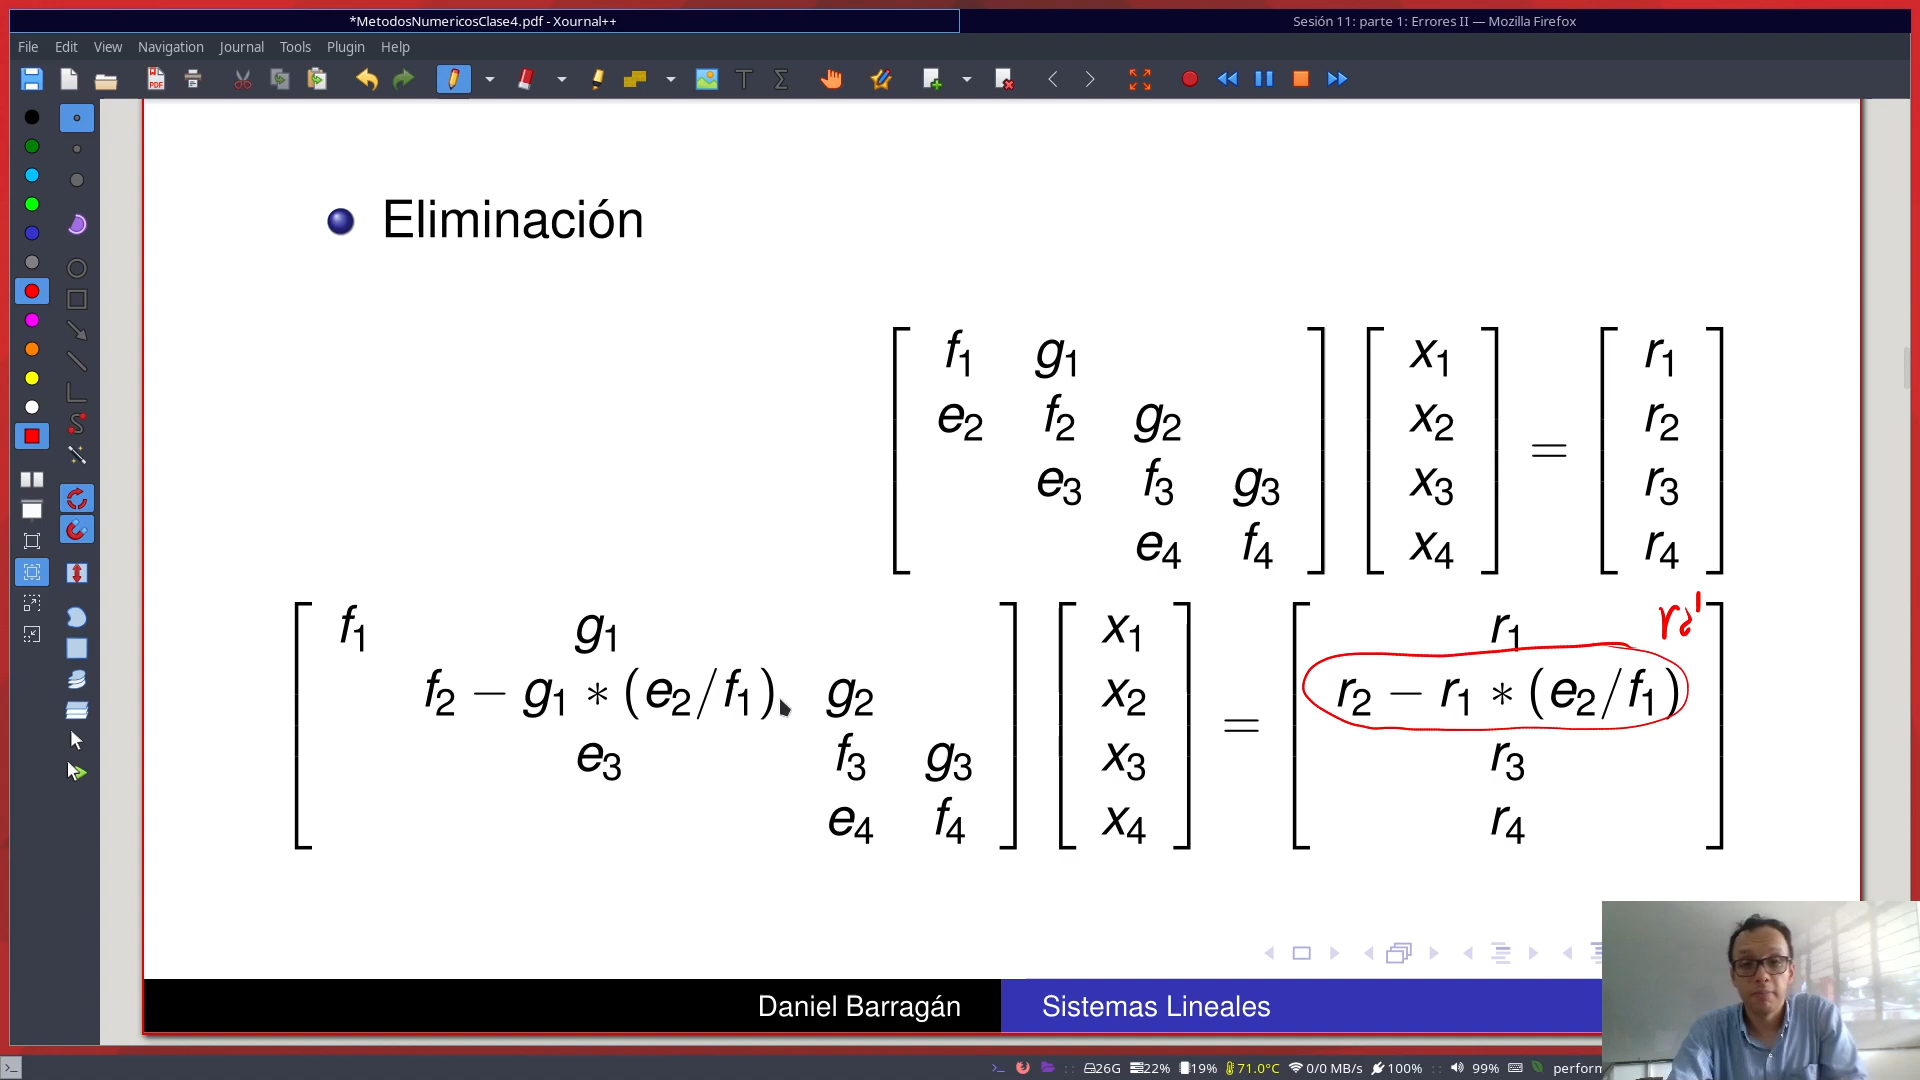 *MetodosNumericosClase4.pdf - Xournal++
Sesión 11: parte 1: Errores II — Mozilla Firefox
File Edit View Navigation Journal Tools Plugin Help
Eliminación
f1 g1
e2 f2 g2
e3 f3 g3
e4 f4
x1
x2
x3
x4
=
r1
r2
r3
r4
f1 g1
f2 − g1 ∗ (e2/f1) g2
e3 f3 g3
e4 f4
x1
x2
x3
x4
=
r1 r2'
r2 − r1 ∗ (e2/f1)
r3
r4
Daniel Barragán Sistemas Lineales
26G 22% 19% 71.0°C 0/0 MB/s 100% 99% perform